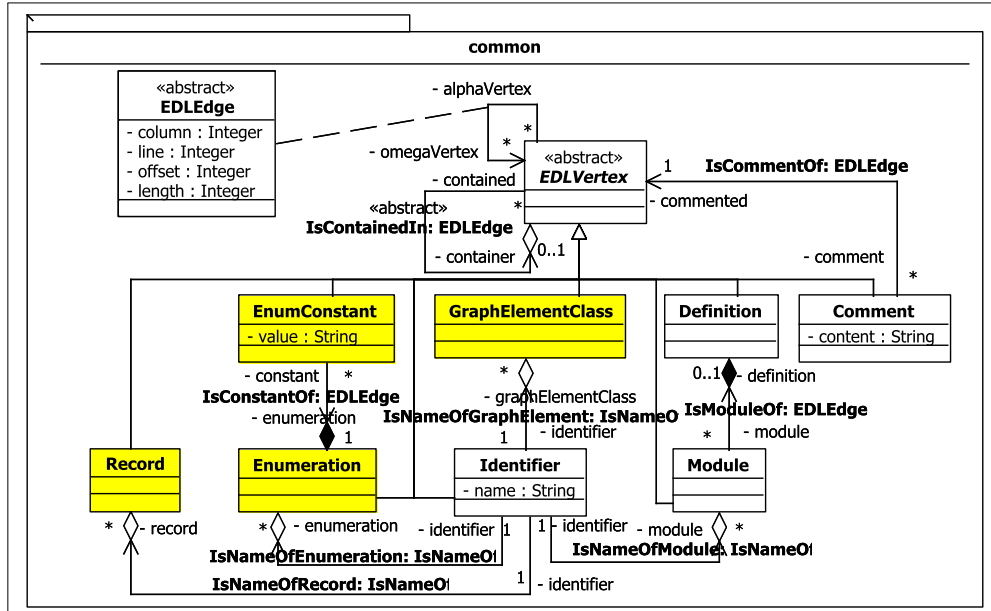 common
«abstract»
EDLEdge
- column : Integer
- line : Integer
- offset : Integer
- length : Integer
- alphaVertex
*
*
- omegaVertex
«abstract»
EDLVertex
1
IsCommentOf: EDLEdge
- contained
*
- commented
«abstract»
IsContainedIn: EDLEdge
0..1
- container
- comment
*
EnumConstant
- value : String
GraphElementClass
Definition
Comment
- content : String
- constant
*
IsConstantOf: EDLEdge
- enumeration
1
*
- graphElementClass
IsNameOfGraphElement: IsNameO
1
- identifier
0..1
- definition
IsModuleOf: EDLEdge
*
- module
Record
Enumeration
Identifier
- name : String
Module
*
- record
*
- enumeration
- identifier
1
1
- identifier
- module
*
IsNameOfEnumeration: IsNameOf
IsNameOfModule: IsNameOf
IsNameOfRecord: IsNameOf
1
- identifier